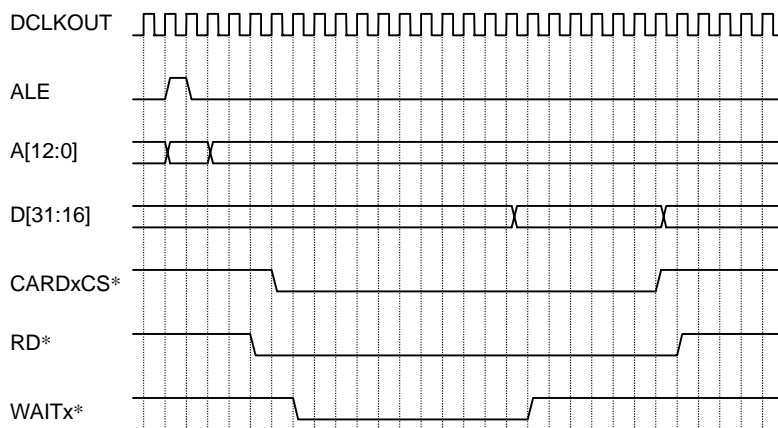 DCLKOUT
ALE
A[12:0]
D[31:16]
CARDxCS*
RD*
WAITx*